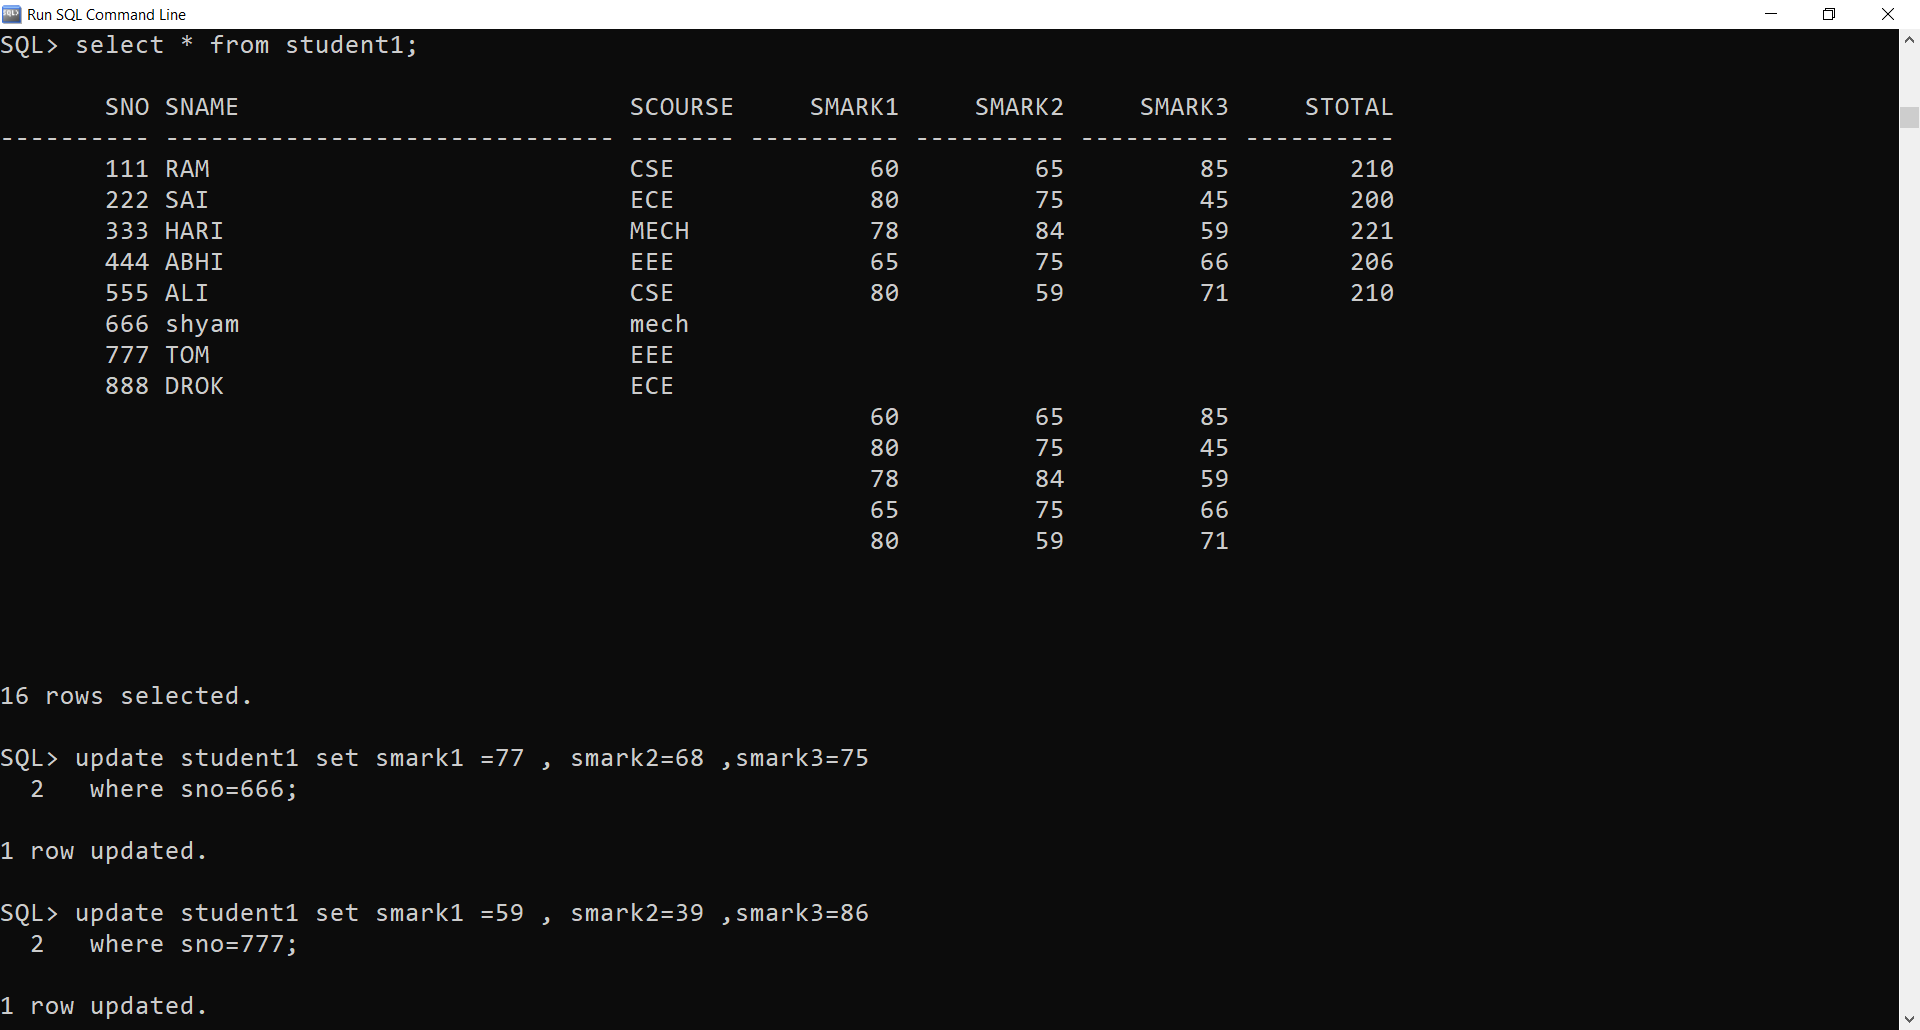 Run SQL Command Line
SQL> select * from student1;
SNO SNAME SCOURSE SMARK1 SMARK2 SMARK3 STOTAL
---------- ------------------------------ ------- ---------- ---------- ---------- ----------
111 RAM CSE 60 65 85 210
222 SAI ECE 80 75 45 200
333 HARI MECH 78 84 59 221
444 ABHI EEE 65 75 66 206
555 ALI CSE 80 59 71 210
666 shyam mech
777 TOM EEE
888 DROK ECE
60 65 85
80 75 45
78 84 59
65 75 66
80 59 71
16 rows selected.
SQL> update student1 set smark1 =77 , smark2=68 ,smark3=75
2 where sno=666;
1 row updated.
SQL> update student1 set smark1 =59 , smark2=39 ,smark3=86
2 where sno=777;
1 row updated.